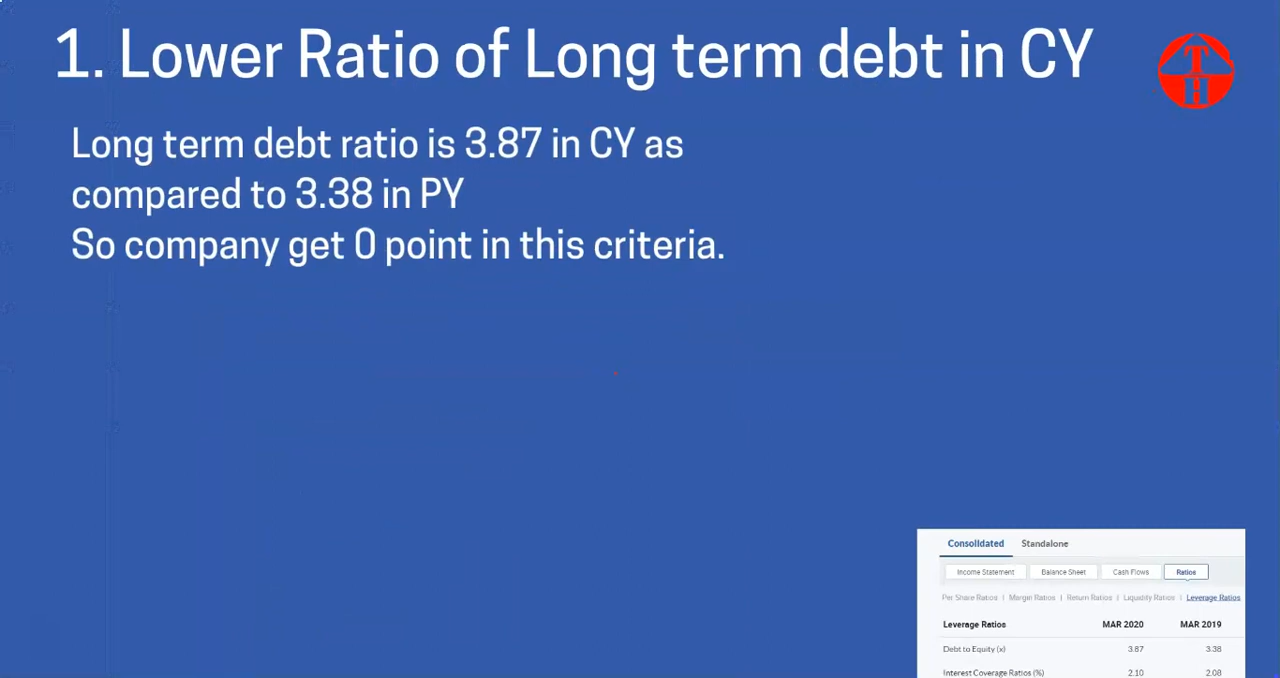 1. Lower Ratio of Long term debt in CY
TH
Long term debt ratio is 3.87 in CY as
compared to 3.38 in PY
So company get 0 point in this criteria.
Consolidated Standalone
Income Statement Balance Sheet Cash Flows Ratios
Per Share Ratios | Margin Ratios | Return Ratios | Liquidity Ratios | Leverage Ratios
Leverage Ratios MAR 2020 MAR 2019
Debt to Equity (x) 3.87 3.38
Interest Coverage Ratios (%) 2.10 2.08